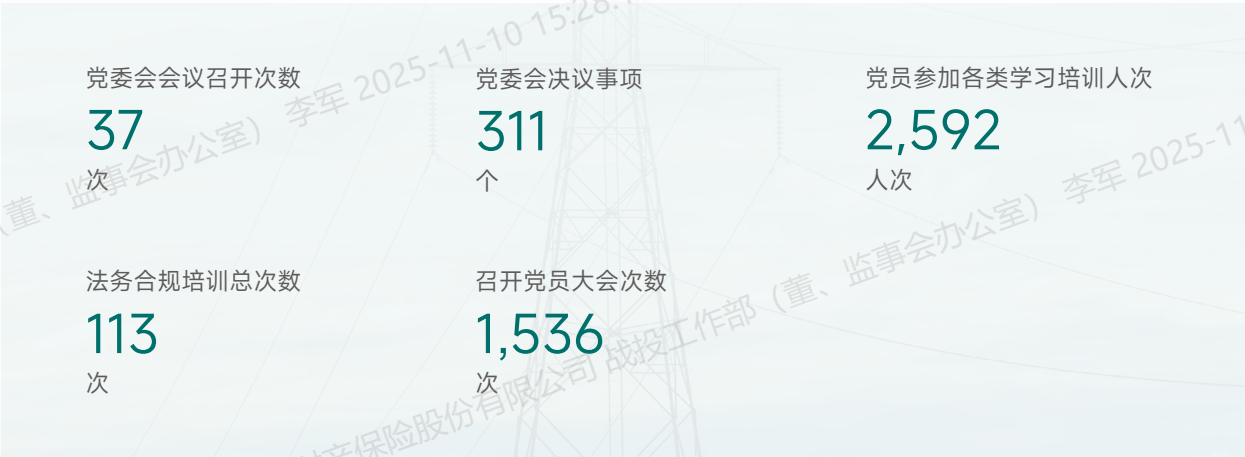 党委会会议召开次数
37
次
党委会决议事项
311
个
党员参加各类学习培训人次
2,592
人次
法务合规培训总次数
113
次
召开党员大会次数
1,536
次
（董、监事会办公室） 李军 2025-11-10 15:28:1
保险股份有限公司 战投工作部（董、监事会办公室） 李军 2025-11